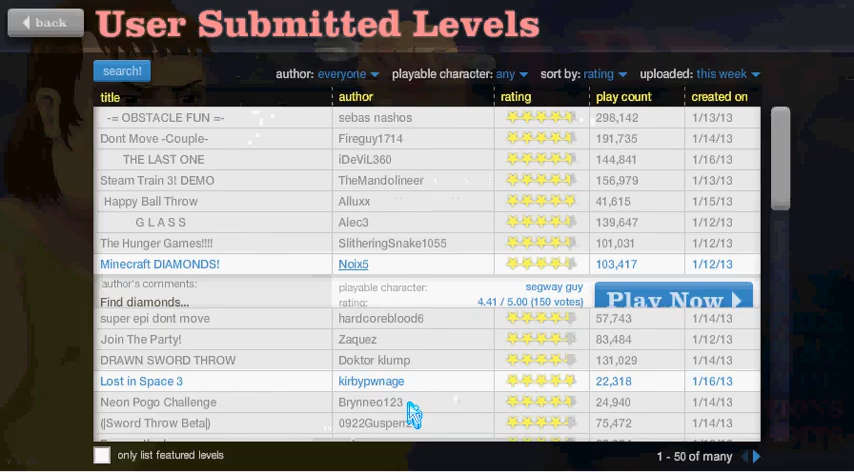 back
User Submitted Levels
search!
author: everyone playable character: any sort by: rating uploaded: this week
title author rating play count created on
-= OBSTACLE FUN =- sebas nashos 298,142 1/13/13
Dont Move -Couple- Fireguy1714 191,735 1/14/13
THE LAST ONE iDeViL360 144,841 1/16/13
Steam Train 3! DEMO TheMandolineer 156,979 1/13/13
Happy Ball Throw Alluxx 41,615 1/15/13
G L A S S Alec3 139,647 1/12/13
The Hunger Games!!!! SlitheringSnake1055 101,031 1/12/13
Minecraft DIAMONDS! Noix5 103,417 1/12/13
author's comments: playable character: segway guy
Find diamonds... rating: 4.41 / 5.00 (150 votes) Play Now
super epi dont move hardcoreblood6 57,743 1/14/13
Join The Party! Zaquez 83,484 1/12/13
DRAWN SWORD THROW Doktor klump 131,029 1/14/13
Lost in Space 3 kirbypwnage 22,318 1/16/13
Neon Pogo Challenge Brynneo123 24,940 1/14/13
(|Sword Throw Beta|) 75,472 1/12/13
only list featured levels 1 - 50 of many